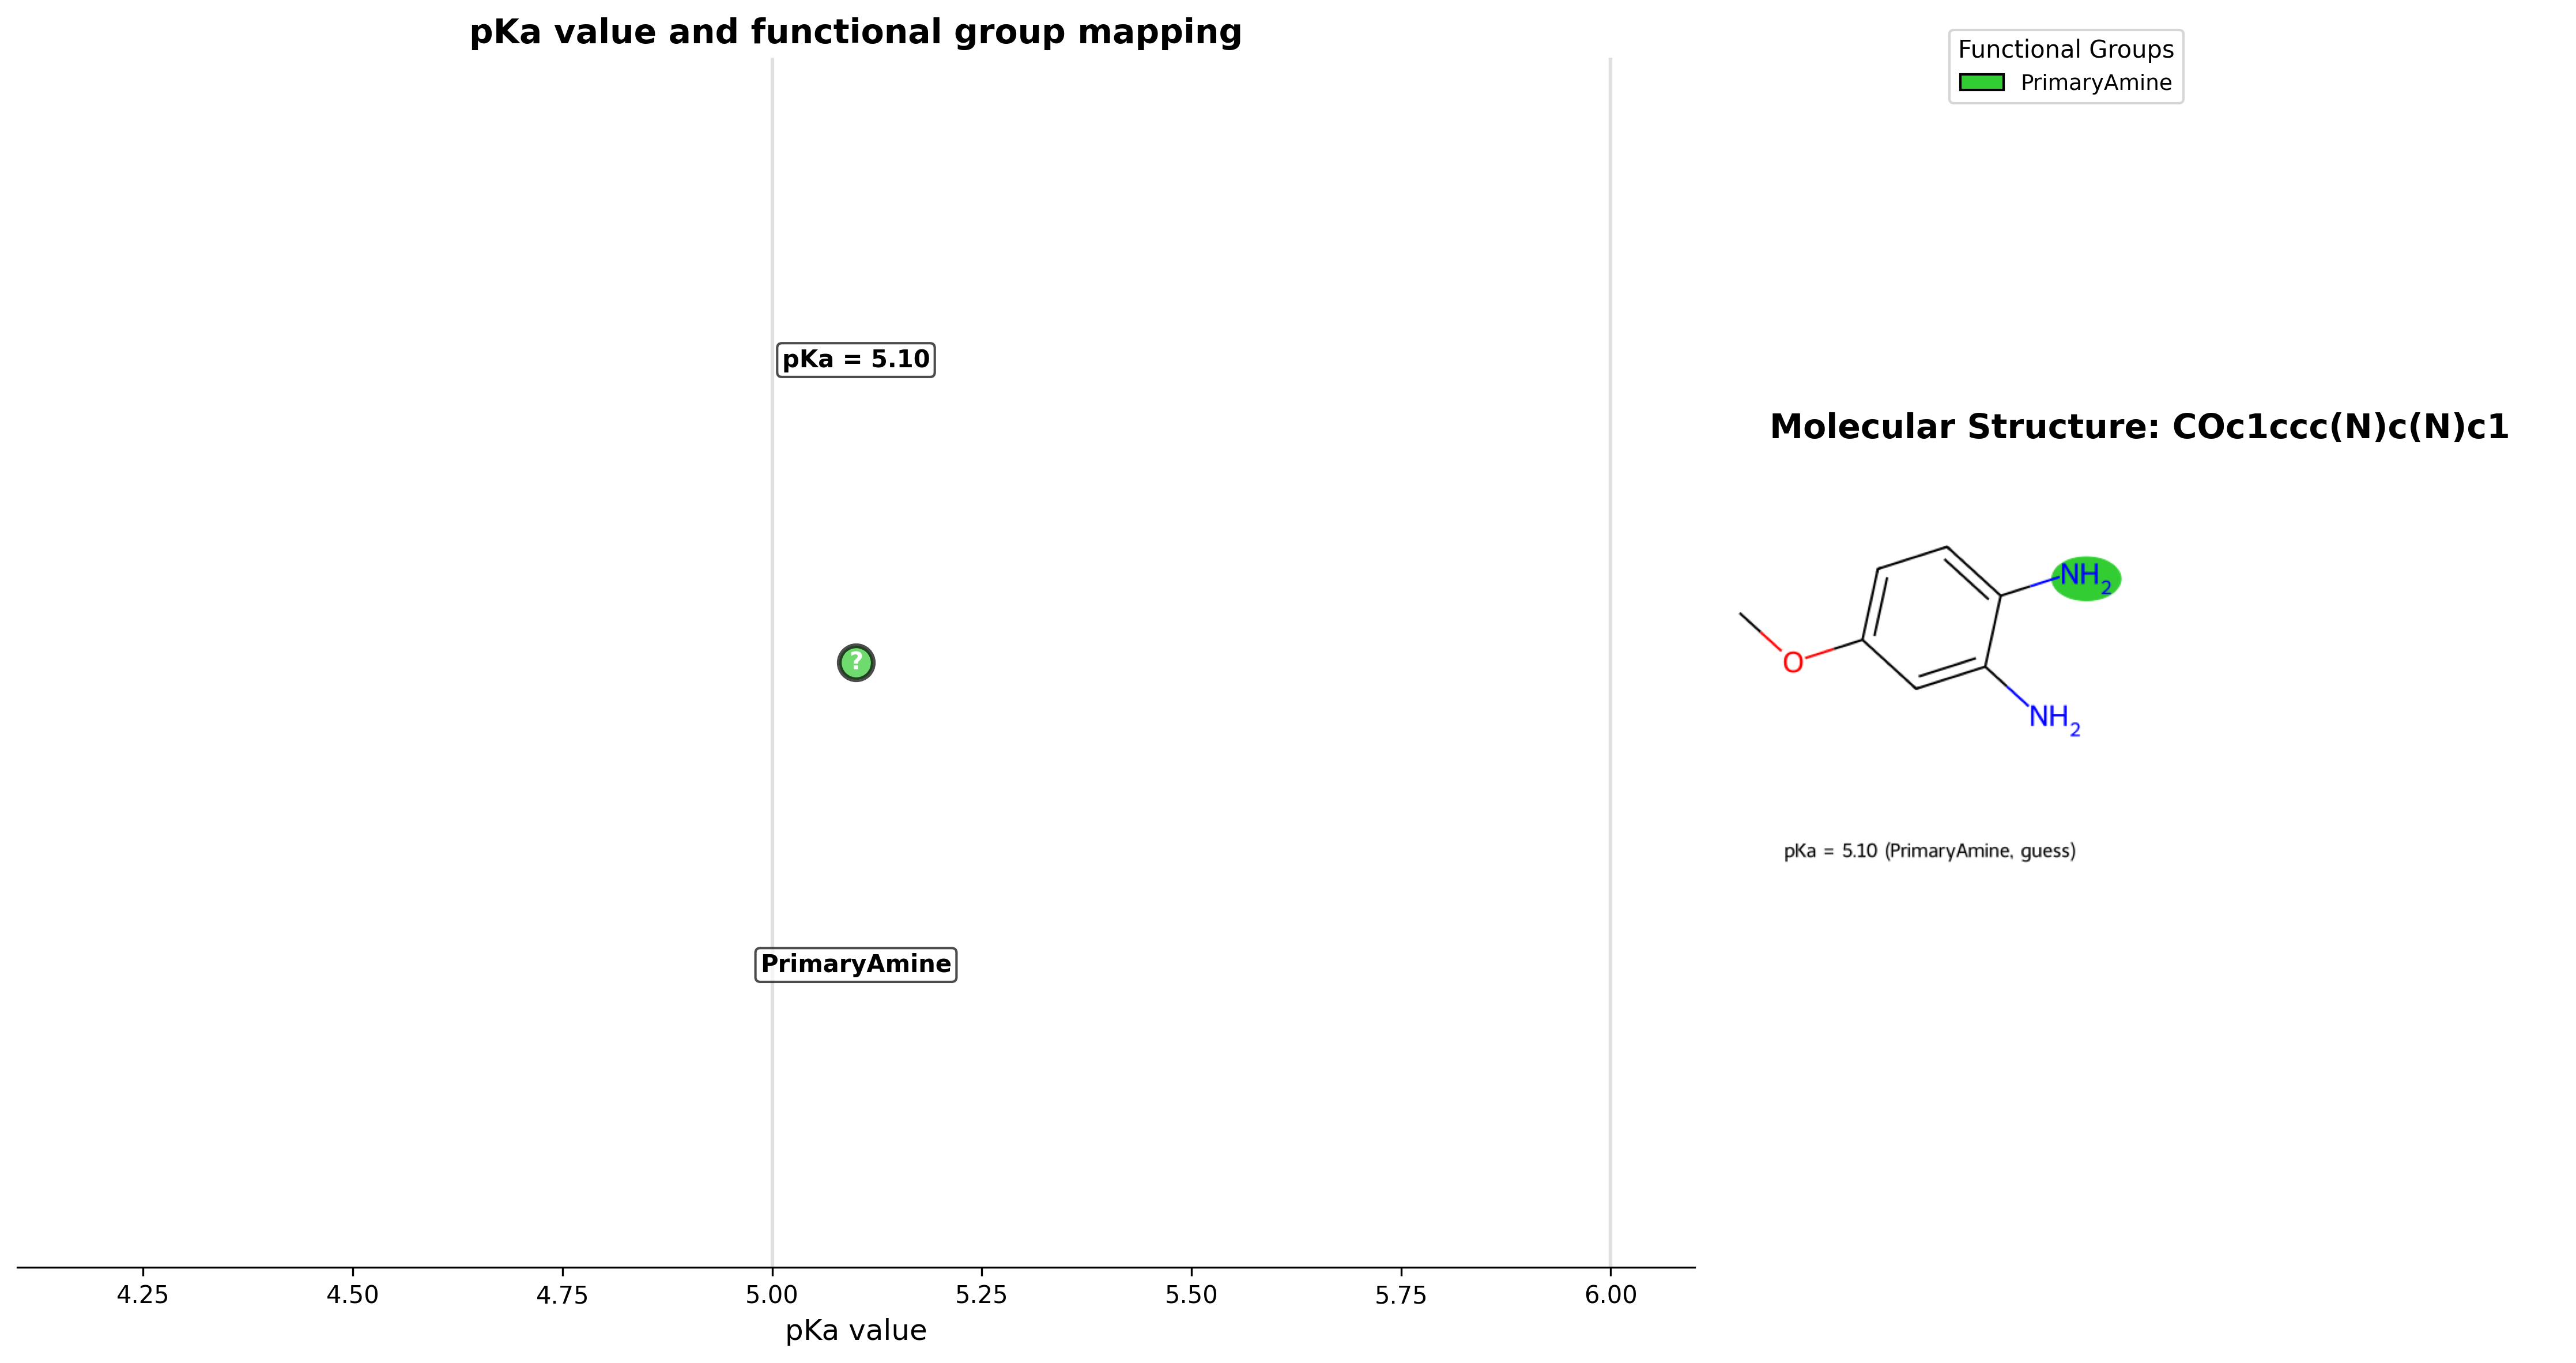 pKa value and functional group mapping
Functional Groups
PrimaryAmine
pKa = 5.10
Molecular Structure: COc1ccc(N)c(N)c1
NH2
?
O
NH2
pKa = 5.10 (PrimaryAmine, guess)
PrimaryAmine
4.25 4.50 4.75 5.00 5.25 5.50 5.75 6.00
pKa value